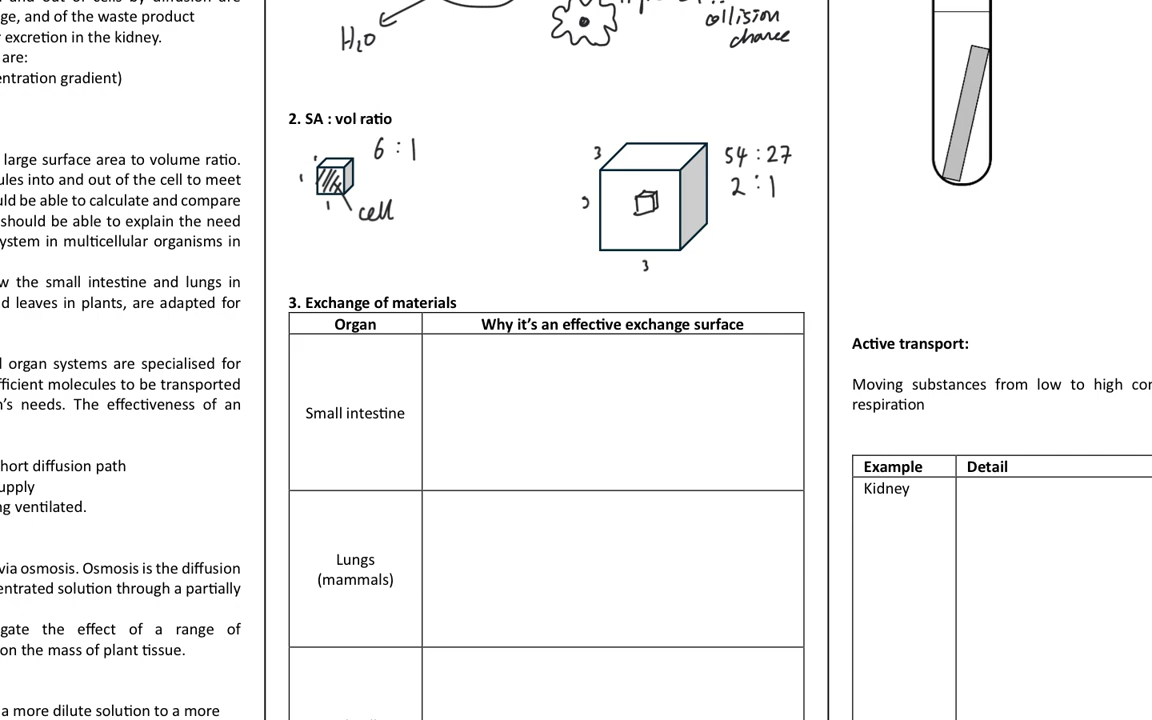 ge, and of the waste product
excretion in the kidney.
are:
entration gradient)
large surface area to volume ratio.
ules into and out of the cell to meet
uld be able to calculate and compare
should be able to explain the need
ystem in multicellular organisms in
w the small intestine and lungs in
d leaves in plants, are adapted for
l organ systems are specialised for
fficient molecules to be transported
n's needs. The effectiveness of an
hort diffusion path
upply
ng ventilated.
via osmosis. Osmosis is the diffusion
entrated solution through a partially
gate the effect of a range of
on the mass of plant tissue.
a more dilute solution to a more
H2O
collision
chance
2. SA : vol ratio
6 : 1
1
1
cell
3
3
3
54 : 27
2 : 1
3. Exchange of materials
Organ
Why it's an effective exchange surface
Small intestine
Lungs
(mammals)
Active transport:
Moving substances from low to high con
respiration
Example
Detail
Kidney